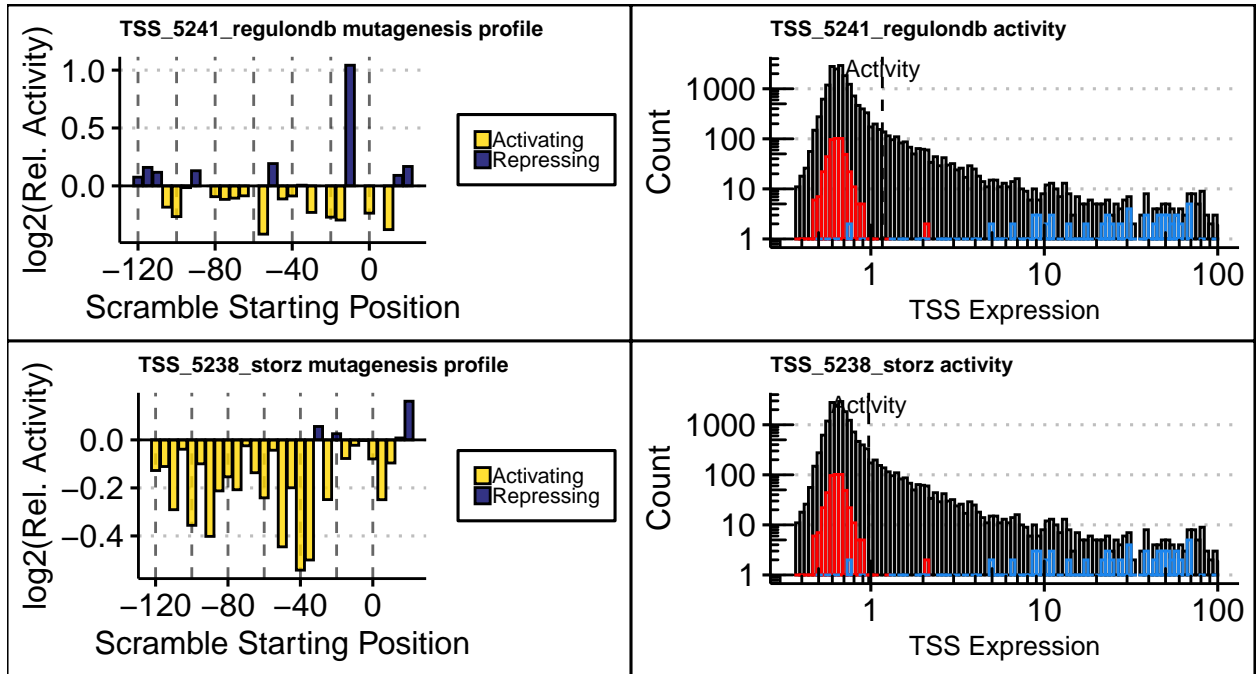 TSS_5241_regulondb mutagenesis profile
log2(Rel. Activity)
1.0
0.5
0.0
−120 −80 −40 0
Scramble Starting Position
Activating
Repressing
TSS_5241_regulondb activity
Activity
Count
1000
100
10
1
1 10 100
TSS Expression
TSS_5238_storz mutagenesis profile
log2(Rel. Activity)
0.0
−0.2
−0.4
−120 −80 −40 0
Scramble Starting Position
Activating
Repressing
TSS_5238_storz activity
Activity
Count
1000
100
10
1
1 10 100
TSS Expression